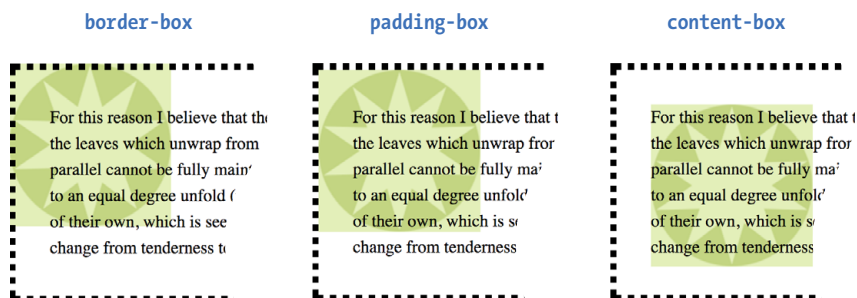 border-box
padding-box
content-box
For this reason I believe that the
the leaves which unwrap from
parallel cannot be fully
to an equal degree unfold
of their own, which is see
change from tenderness
For this reason I believe that
the leaves which unwrap
parallel cannot be fully
to an equal degree
of their own, which is
change from tenderness
For this reason I believe that
the leaves which unwrap
parallel cannot be fully
to an equal degree
of their own, which is
change from tenderness